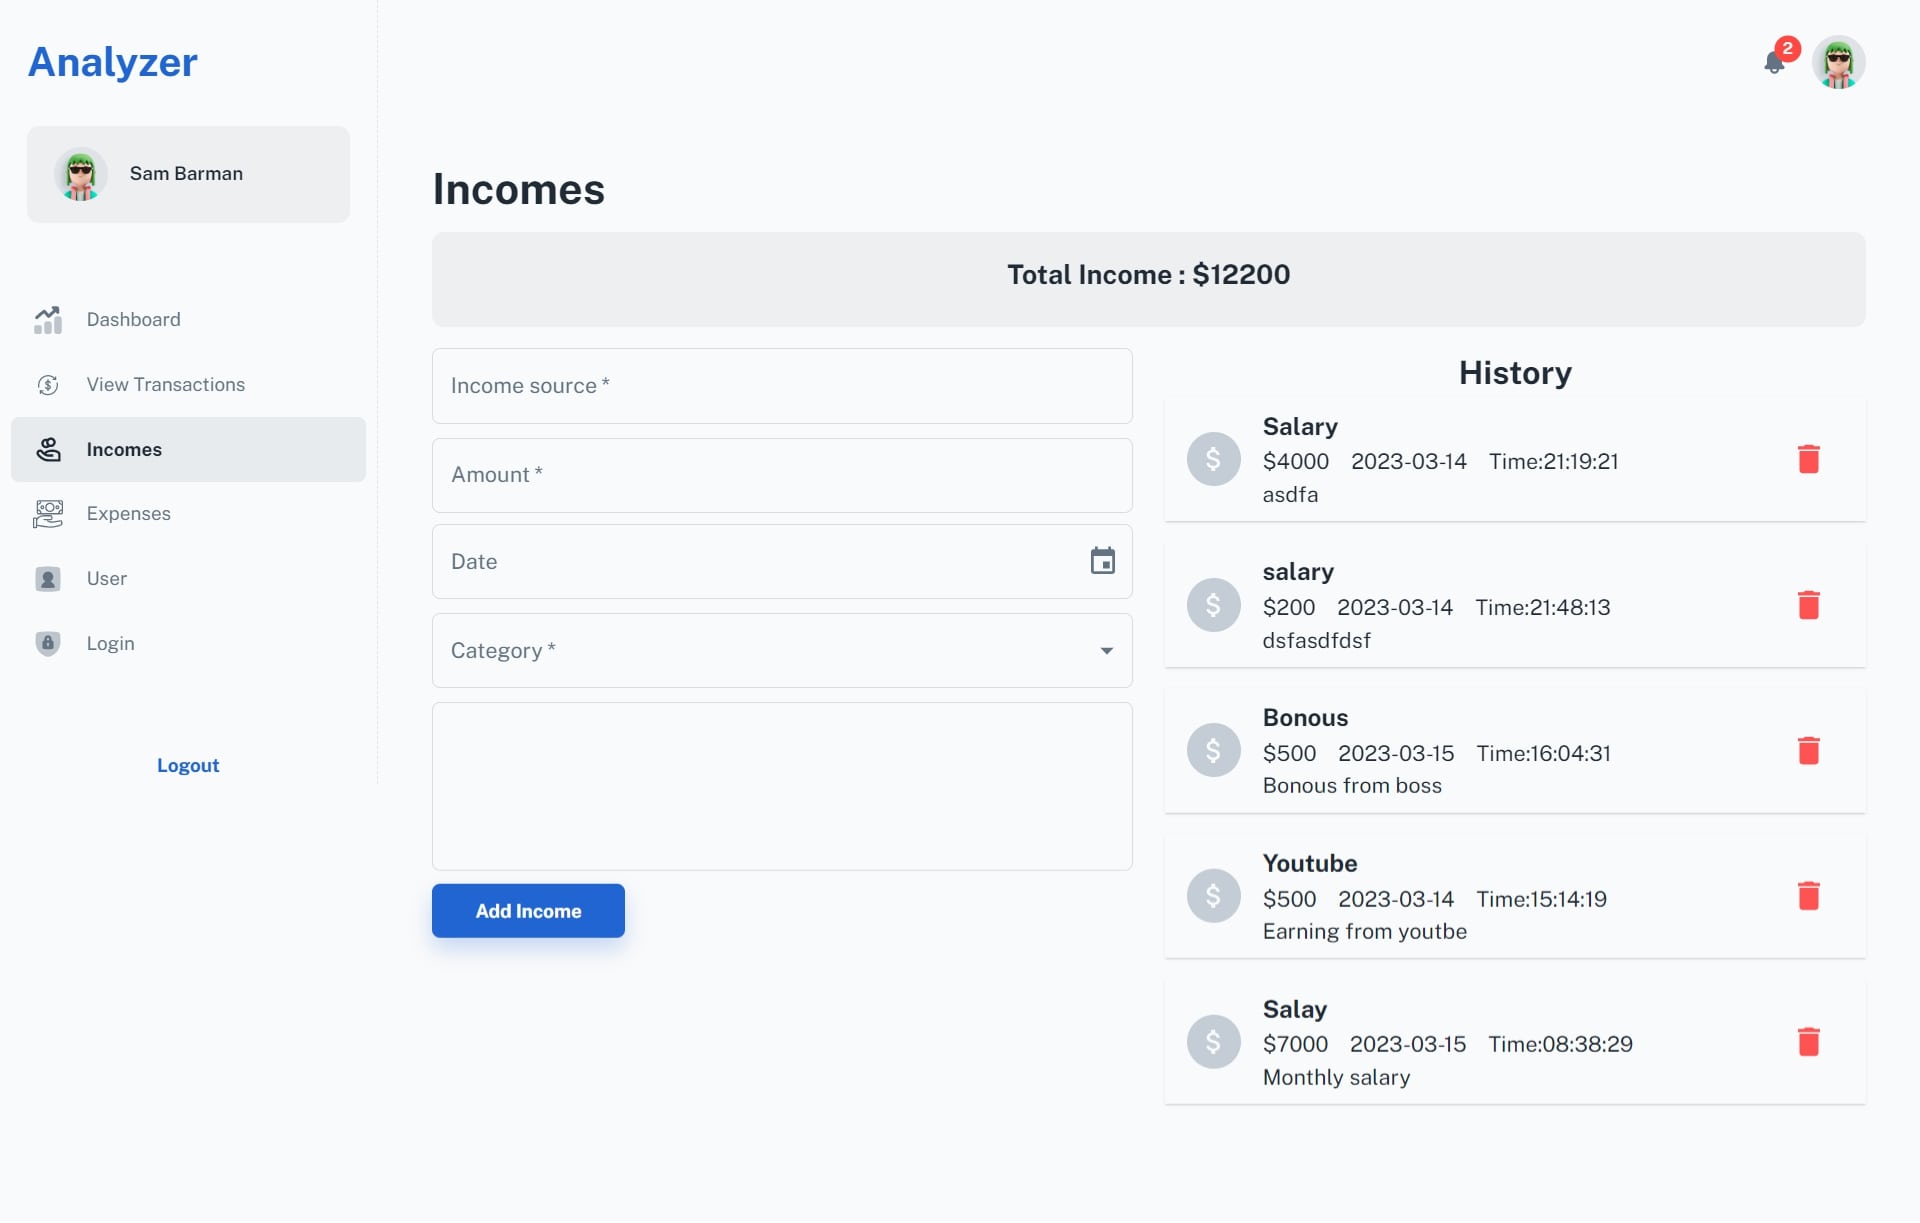 Analyzer
2
Sam Barman
Dashboard
View Transactions
Incomes
Expenses
User
Login
Logout
Incomes
Total Income : $12200
Income source *
Amount *
Date
Category *
Add Income
History
Salary
$4000 2023-03-14 Time:21:19:21
asdfa
salary
$200 2023-03-14 Time:21:48:13
dsfasdfdsf
Bonous
$500 2023-03-15 Time:16:04:31
Bonous from boss
Youtube
$500 2023-03-14 Time:15:14:19
Earning from youtbe
Salay
$7000 2023-03-15 Time:08:38:29
Monthly salary